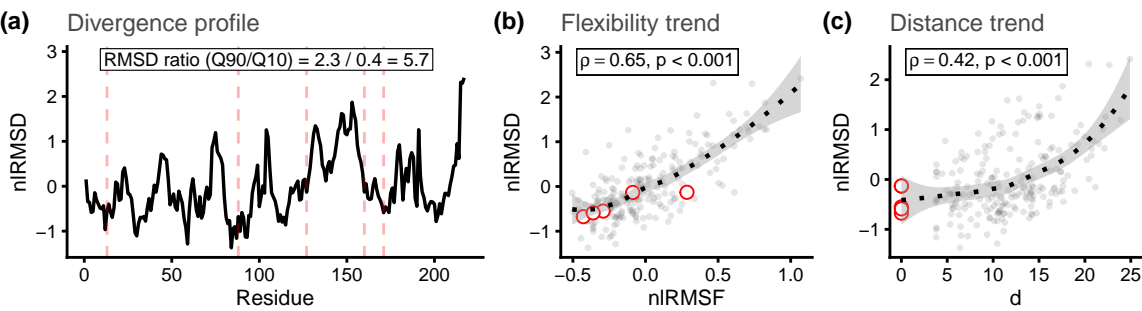 (a) Divergence profile
RMSD ratio (Q90/Q10) = 2.3 / 0.4 = 5.7
nlRMSD
3
2
1
0
−1
0 50 100 150 200
Residue
(b) Flexibility trend
ρ = 0.65, p < 0.001
nlRMSD
3
2
1
0
−1
−0.5 0.0 0.5 1.0
nlRMSF
(c) Distance trend
ρ = 0.42, p < 0.001
nlRMSD
2
1
0
−1
0 5 10 15 20 25
d